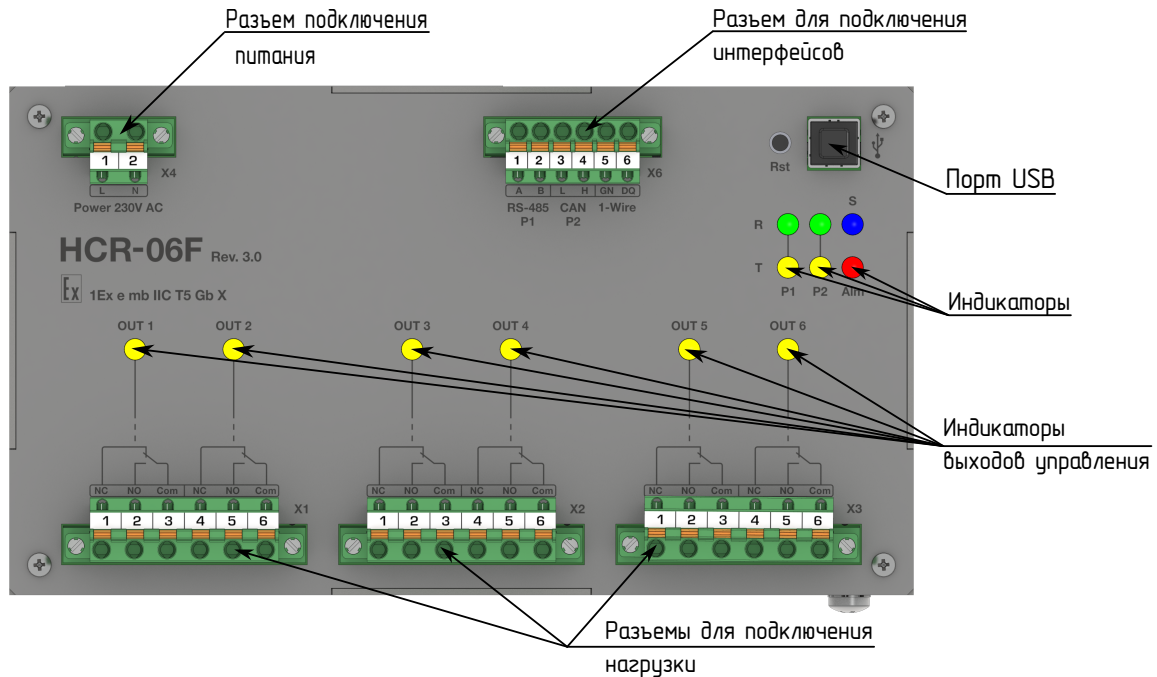 Разъем подключения
питания
Разъем для подключения
интерфейсов
1 2
X4
L N
Power 230V AC
1 2 3 4 5 6
X6
A B L H GN DQ
RS-485 CAN 1-Wire
P1 P2
Rst
Порт USB
S
R
T
P1 P2 Alm
Индикаторы
HCR-06F Rev. 3.0
Ex 1Ex e mb IIC T5 Gb X
OUT 1 OUT 2 OUT 3 OUT 4 OUT 5 OUT 6
Индикаторы
выходов управления
NC NO Com NC NO Com NC NO Com NC NO Com NC NO Com NC NO Com
X1 X2 X3
1 2 3 4 5 6 1 2 3 4 5 6 1 2 3 4 5 6
Разъемы для подключения
нагрузки